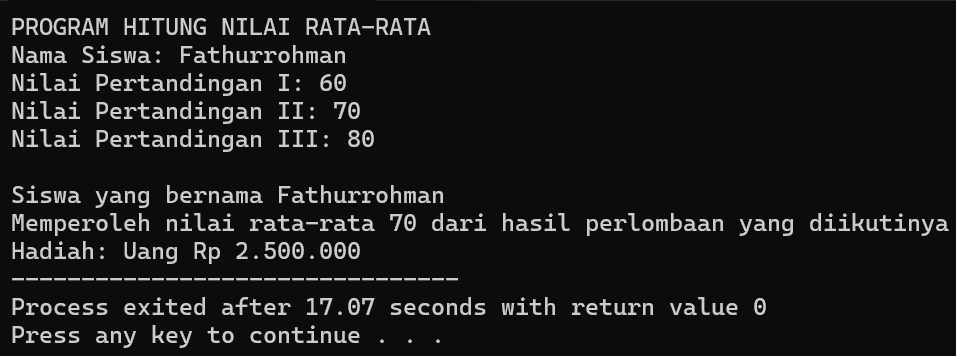 PROGRAM HITUNG NILAI RATA-RATA
Nama Siswa: Fathurrohman
Nilai Pertandingan I: 60
Nilai Pertandingan II: 70
Nilai Pertandingan III: 80
Siswa yang bernama Fathurrohman
Memperoleh nilai rata-rata 70 dari hasil perlombaan yang diikutinya
Hadiah: Uang Rp 2.500.000
--------------------------------
Process exited after 17.07 seconds with return value 0
Press any key to continue . . .